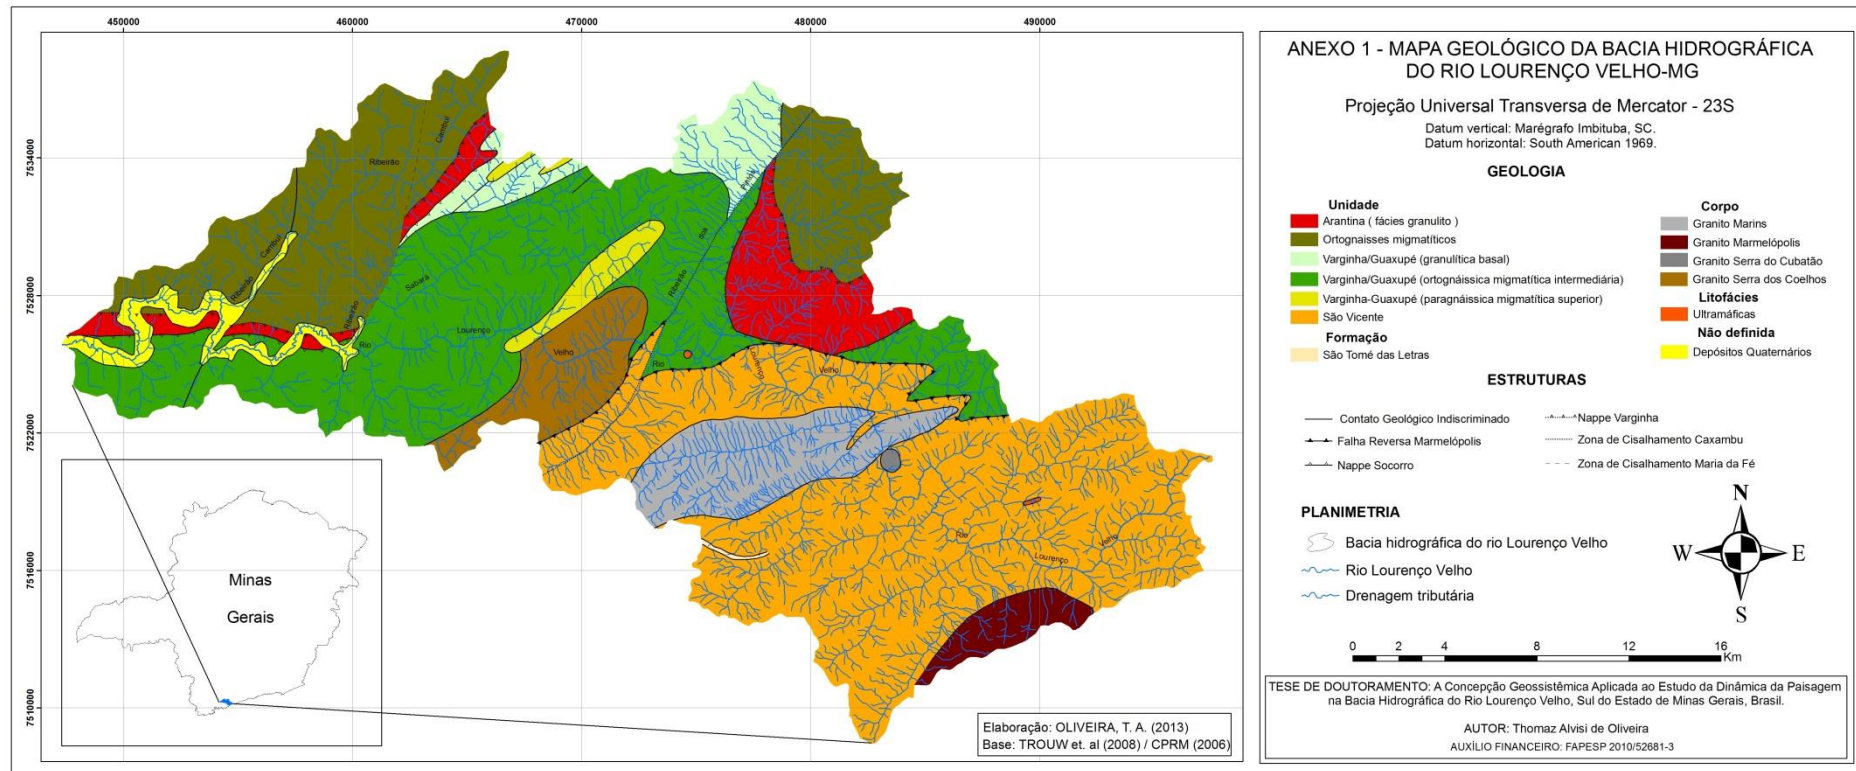 450000
460000
470000
480000
490000
7534000
7528000
7522000
7516000
7510000
Ribeirão
Cambuí
Ribeirão
Cambuí
Ribeirão
Rio
Sabará
Lourenço
Velho
Rio
Ribeirão
dos
Lourenço
Velho
Rio
Lourenço
Velho
Minas
Gerais
Elaboração: OLIVEIRA, T. A. (2013)
Base: TROUW et. al (2008) / CPRM (2006)
ANEXO 1 - MAPA GEOLÓGICO DA BACIA HIDROGRÁFICA
DO RIO LOURENÇO VELHO-MG
Projeção Universal Transversa de Mercator - 23S
Datum vertical: Marégrafo Imbituba, SC.
Datum horizontal: South American 1969.
GEOLOGIA
Unidade
Arantina ( fácies granulito )
Ortognaisses migmatíticos
Varginha/Guaxupé (granulítica basal)
Varginha/Guaxupé (ortognáissica migmatítica intermediária)
Varginha-Guaxupé (paragnáissica migmatítica superior)
São Vicente
Formação
São Tomé das Letras
Corpo
Granito Marins
Granito Marmelópolis
Granito Serra do Cubatão
Granito Serra dos Coelhos
Litofácies
Ultramáficas
Não definida
Depósitos Quaternários
ESTRUTURAS
Contato Geológico Indiscriminado
Falha Reversa Marmelópolis
Nappe Socorro
Nappe Varginha
Zona de Cisalhamento Caxambu
Zona de Cisalhamento Maria da Fé
PLANIMETRIA
Bacia hidrográfica do rio Lourenço Velho
Rio Lourenço Velho
Drenagem tributária
N
W E
S
0 2 4 8 12 16
Km
TESE DE DOUTORAMENTO: A Concepção Geossistêmica Aplicada ao Estudo da Dinâmica da Paisagem
na Bacia Hidrográfica do Rio Lourenço Velho, Sul do Estado de Minas Gerais, Brasil.
AUTOR: Thomaz Alvisi de Oliveira
AUXÍLIO FINANCEIRO: FAPESP 2010/52681-3